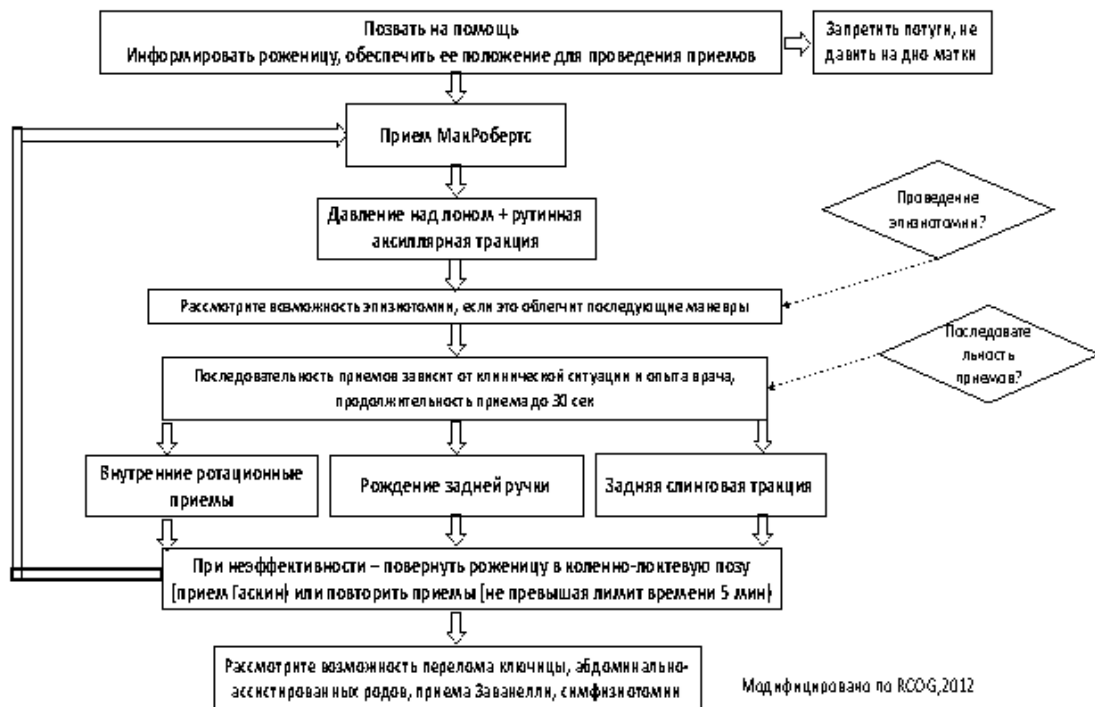 Позвать на помощь
Информировать роженицу, обеспечить ее положение для проведения приемов
Запретить потуги, не
давить на дно матки
Прием МакРобертс
Давление над лоном + рутинная
аксиллярная тракция
Проведение
эпизиотомии?
Рассмотрите возможность эпизиотомии, если это облегчит последующие маневры
Последовате
льность
приемов?
Последовательность приемов зависит от клинической ситуации и опыта врача,
продолжительность приема до 30 сек
Внутренние ротационные
приемы
Рождение задней ручки
Задняя слинговая тракция
При неэффективности – повернуть роженицу в коленно-локтевую позу
(прием Гаскин) или повторить приемы (не превышая лимит времени 5 мин)
Рассмотрите возможность перелома ключицы, абдоминально-
ассистированных родов, приема Заванелли, симфизиотомии
Модифицировано по RCOG,2012